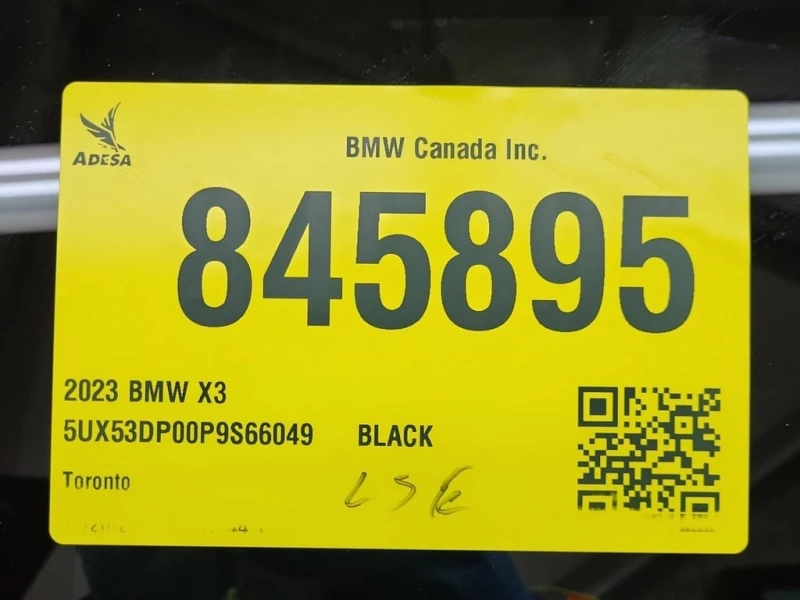 ADESA
BMW Canada Inc.
845895
2023 BMW X3
5UX53DP00P9S66049 BLACK
Toronto